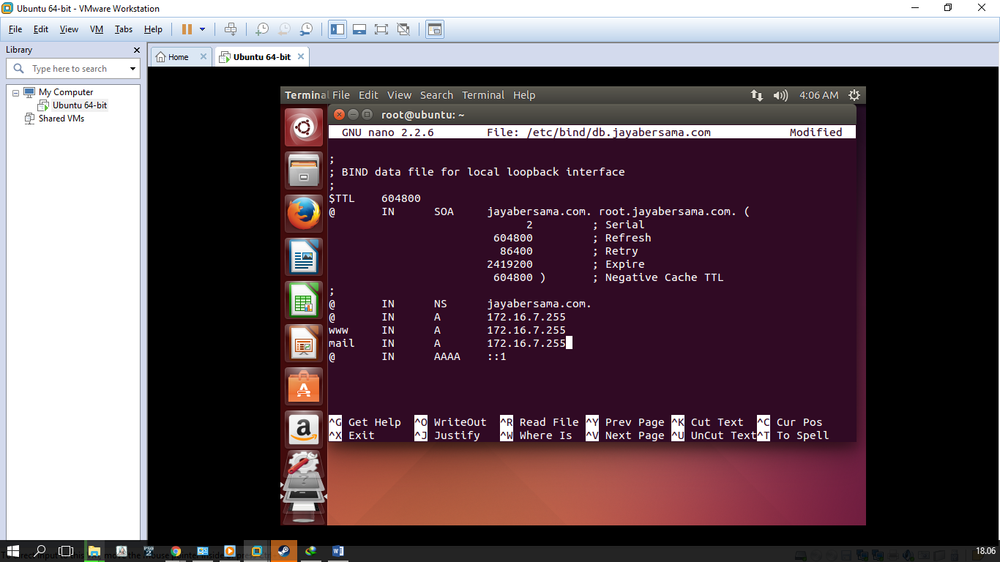 Ubuntu 64-bit - VMware Workstation
File Edit View VM Tabs Help
Library
Home
Ubuntu 64-bit
Type here to search
My Computer
Ubuntu 64-bit
Shared VMs
Terminal File Edit View Search Terminal Help 4:06 AM
root@ubuntu: ~
GNU nano 2.2.6 File: /etc/bind/db.jayabersama.com Modified
;
; BIND data file for local loopback interface
;
$TTL 604800
@ IN SOA jayabersama.com. root.jayabersama.com. (
2 ; Serial
604800 ; Refresh
86400 ; Retry
2419200 ; Expire
604800 ) ; Negative Cache TTL
;
@ IN NS jayabersama.com.
@ IN A 172.16.7.255
www IN A 172.16.7.255
mail IN A 172.16.7.255
@ IN AAAA ::1
^G Get Help ^O WriteOut ^R Read File ^Y Prev Page ^K Cut Text ^C Cur Pos
^X Exit ^J Justify ^W Where Is ^V Next Page ^U UnCut Text ^T To Spell
18.06